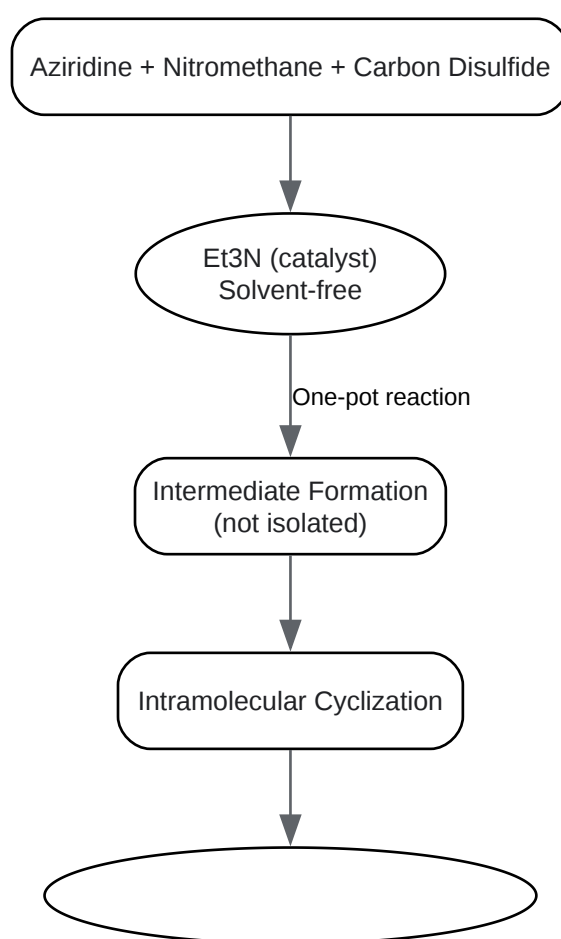 Aziridine + Nitromethane + Carbon Disulfide
Et3N (catalyst)
Solvent-free
One-pot reaction
Intermediate Formation
(not isolated)
Intramolecular Cyclization